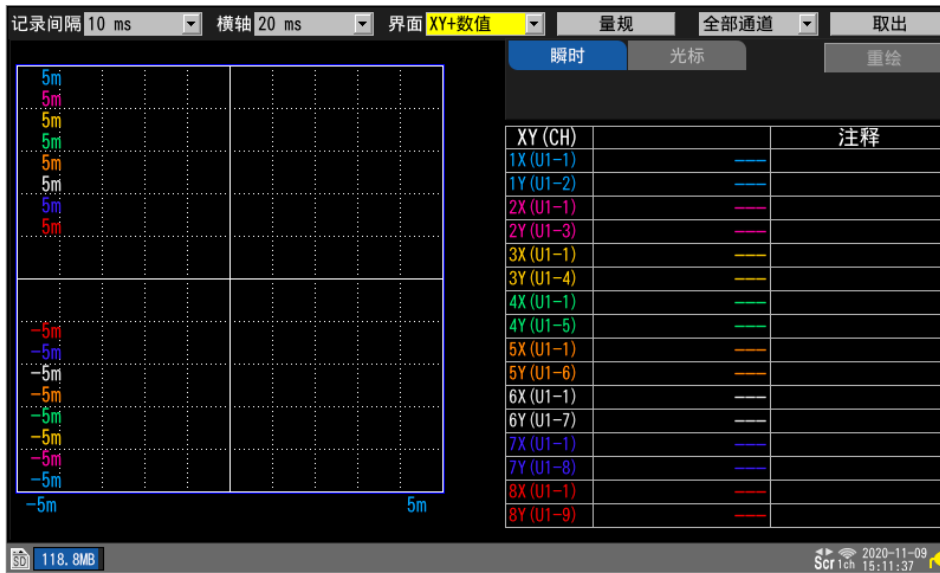 记录间隔 10 ms 横轴 20 ms 界面 XY+数值 量规 全部通道 取出
瞬时 光标 重绘
5m
5m
5m
5m
5m
5m
5m
5m
-5m
-5m
-5m
-5m
-5m
-5m
-5m
-5m
-5m 5m
XY(CH) 注释
1X(U1-1) ---
1Y(U1-2) ---
2X(U1-1) ---
2Y(U1-3) ---
3X(U1-1) ---
3Y(U1-4) ---
4X(U1-1) ---
4Y(U1-5) ---
5X(U1-1) ---
5Y(U1-6) ---
6X(U1-1) ---
6Y(U1-7) ---
7X(U1-1) ---
7Y(U1-8) ---
8X(U1-1) ---
8Y(U1-9) ---
SD 118.8MB Scr 1ch 2020-11-09
15:11:37